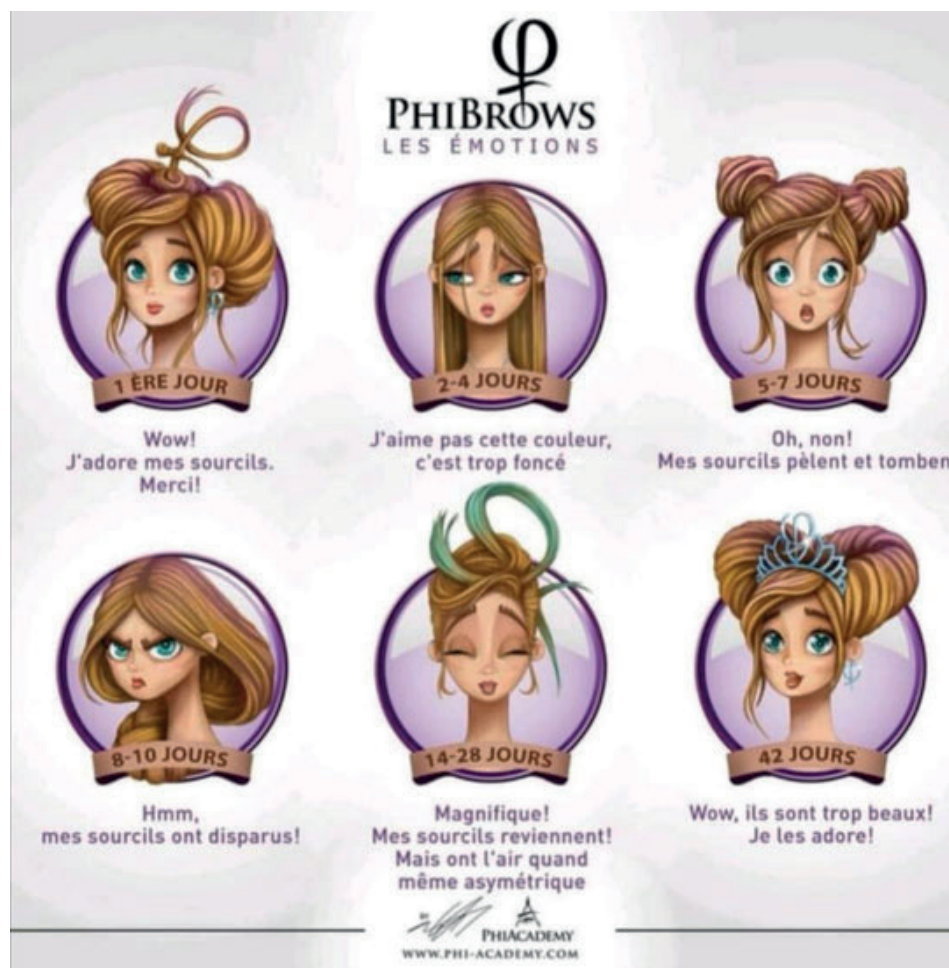 PHIBROWS
LES ÉMOTIONS
1 ÈRE JOUR
Wow!
J'adore mes sourcils.
Merci!
2-4 JOURS
J'aime pas cette couleur,
c'est trop foncé
5-7 JOURS
Oh, non!
Mes sourcils pèlent et tomben
8-10 JOURS
Hmm,
mes sourcils ont disparus!
14-28 JOURS
Magnifique!
Mes sourcils reviennent!
Mais ont l'air quand
même asymétrique
42 JOURS
Wow, ils sont trop beaux!
Je les adore!
PHIACADEMY
WWW.PHI-ACADEMY.COM